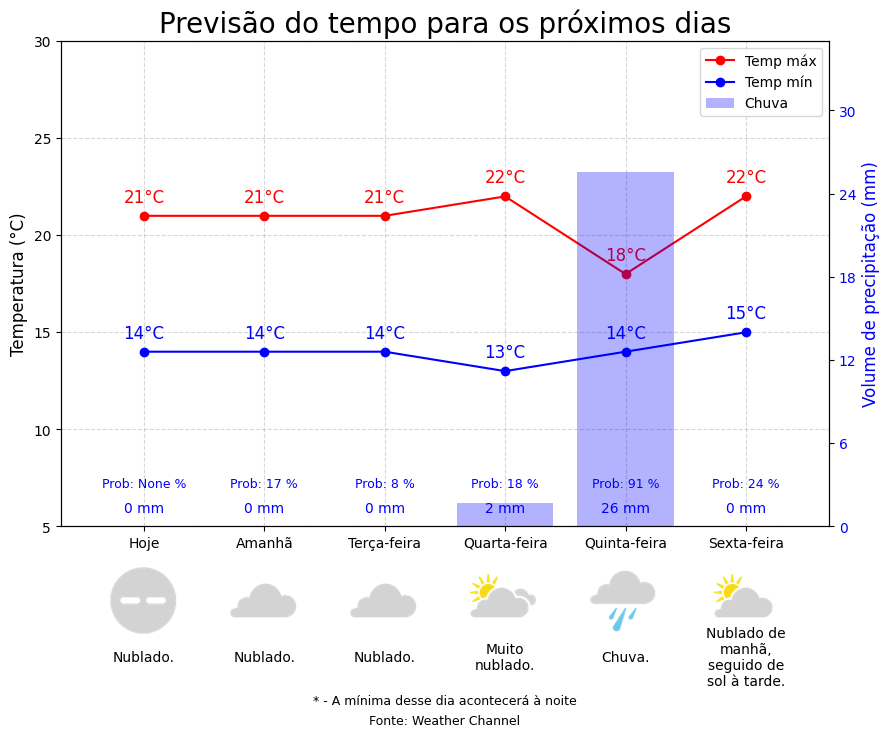 Previsão do tempo para os próximos dias
30
25
20
15
10
5
Temperatura (°C)
Temp máx
Temp mín
Chuva
30
24
18
12
6
0
Volume de precipitação (mm)
21°C 21°C 21°C 22°C 18°C 22°C
14°C 14°C 14°C 13°C 14°C 15°C
Prob: None % Prob: 17 % Prob: 8 % Prob: 18 % Prob: 91 % Prob: 24 %
0 mm 0 mm 0 mm 2 mm 26 mm 0 mm
Hoje Amanhã Terça-feira Quarta-feira Quinta-feira Sexta-feira
Nublado.
Nublado.
Nublado.
Muito
nublado.
Chuva.
Nublado de
manhã,
seguido de
sol à tarde.
* - A mínima desse dia acontecerá à noite
Fonte: Weather Channel